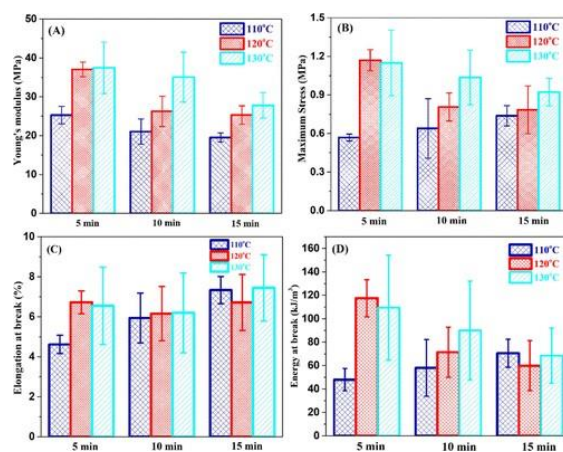 (A)
110°C
120°C
130°C
Young's modulus (MPa)
50
40
30
20
10
0
5 min 10 min 15 min
(B)
110°C
120°C
130°C
Maximum Stress (MPa)
1.5
1.2
0.9
0.6
0.3
0.0
5 min 10 min 15 min
(C)
110°C
120°C
130°C
Elongation at break (%)
10
8
6
4
2
0
5 min 10 min 15 min
(D)
110°C
120°C
130°C
Energy at break (kJ/m³)
160
140
120
100
80
60
40
20
0
5 min 10 min 15 min